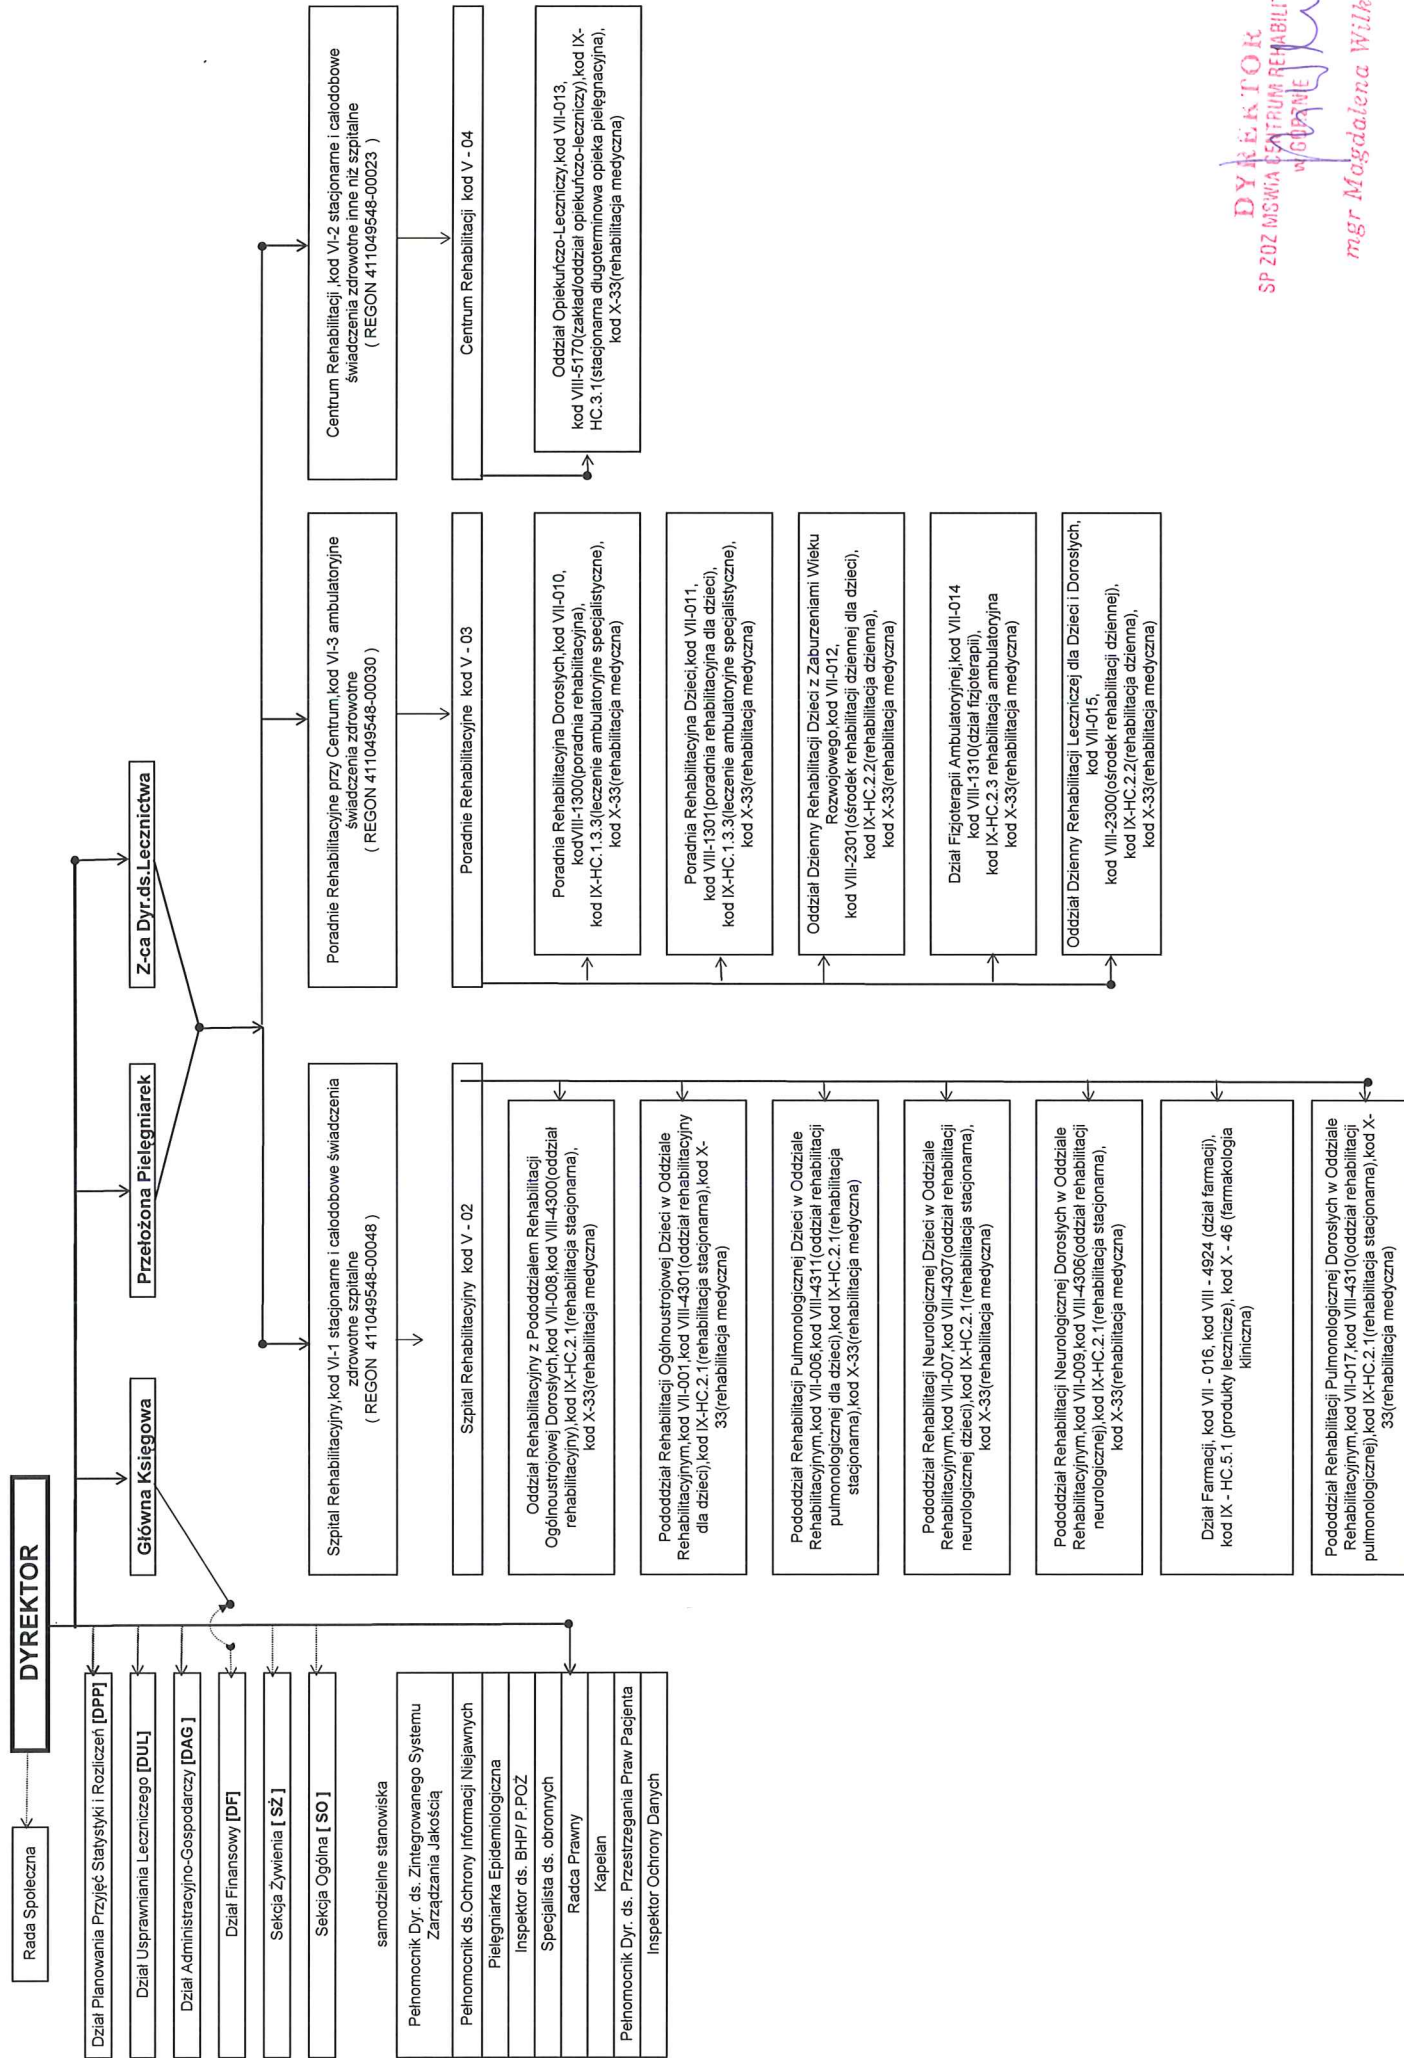 Rada Społeczna
DYREKTOR
Dział Planowania Przyjęć Statystyki i Rozliczeń [DPP]
Dział Usprawniania Leczniczego [DUL]
Dział Administracyjno-Gospodarczy [DAG ]
Dział Finansowy [DF]
Sekcja Żywienia [ SŻ ]
Sekcja Ogólna [ SO ]
samodzielne stanowiska
Pełnomocnik Dyr. ds. Zintegrowanego Systemu
Zarządzania Jakością
Pełnomocnik ds.Ochrony Informacji Niejawnych
Pielęgniarka Epidemiologiczna
Inspektor ds. BHP/ P.POŻ
Specjalista ds. obronnych
Radca Prawny
Kapelan
Pełnomocnik Dyr. ds. Przestrzegania Praw Pacjenta
Inspektor Ochrony Danych
Główna Księgowa
Przełożona Pielęgniarek
Z-ca Dyr.ds.Lecznictwa
Szpital Rehabilitacyjny,kod VI-1 stacjonarne i całodobowe świadczenia
zdrowotne szpitalne
( REGON 411049548-00048 )
Szpital Rehabilitacyjny kod V - 02
Oddział Rehabilitacyjny z Pododdziałem Rehabilitacji
Ogólnoustrojowej Dorosłych,kod VII-008,kod VIII-4300(oddział
rehabilitacyjny),kod IX-HC.2.1(rehabilitacja stacjonarna),
kod X-33(rehabilitacja medyczna)
Pododdział Rehabilitacji Ogólnoustrojowej Dzieci w Oddziale
Rehabilitacyjnym,kod VII-001,kod VIII-4301(oddział rehabilitacyjny
dla dzieci),kod IX-HC.2.1(rehabilitacja stacjonarna),kod X-
33(rehabilitacja medyczna)
Pododdział Rehabilitacji Pulmonologicznej Dzieci w Oddziale
Rehabilitacyjnym,kod VII-006,kod VIII-4311(oddział rehabilitacji
pulmonologicznej dla dzieci),kod IX-HC.2.1(rehabilitacja
stacjonarna),kod X-33(rehabilitacja medyczna)
Pododdział Rehabilitacji Neurologicznej Dzieci w Oddziale
Rehabilitacyjnym,kod VII-007,kod VIII-4307(oddział rehabilitacji
neurologicznej dzieci),kod IX-HC.2.1(rehabilitacja stacjonarna),
kod X-33(rehabilitacja medyczna)
Pododdział Rehabilitacji Neurologicznej Dorosłych w Oddziale
Rehabilitacyjnym,kod VII-009,kod VIII-4306(oddział rehabilitacji
neurologicznej),kod IX-HC.2.1(rehabilitacja stacjonarna),
kod X-33(rehabilitacja medyczna)
Dział Farmacji, kod VII - 016, kod VIII - 4924 (dział farmacji),
kod IX - HC.5.1 (produkty lecznicze), kod X - 46 (farmakologia
kliniczna)
Pododdział Rehabilitacji Pulmonologicznej Dorosłych w Oddziale
Rehabilitacyjnym,kod VII-017,kod VIII-4310(oddział rehabilitacji
pulmonologicznej),kod IX-HC.2.1(rehabilitacja stacjonarna),kod X-
33(rehabilitacja medyczna)
Poradnie Rehabilitacyjne przy Centrum,kod VI-3 ambulatoryjne
świadczenia zdrowotne
( REGON 411049548-00030 )
Poradnie Rehabilitacyjne kod V - 03
Poradnia Rehabilitacyjna Dorosłych,kod VII-010,
kodVIII-1300(poradnia rehabilitacyjna),
kod IX-HC.1.3.3(leczenie ambulatoryjne specjalistyczne),
kod X-33(rehabilitacja medyczna)
Poradnia Rehabilitacyjna Dzieci,kod VII-011,
kod VIII-1301(poradnia rehabilitacyjna dla dzieci),
kod IX-HC.1.3.3(leczenie ambulatoryjne specjalistyczne),
kod X-33(rehabilitacja medyczna)
Oddział Dzienny Rehabilitacji Dzieci z Zaburzeniami Wieku
Rozwojowego,kod VII-012,
kod VIII-2301(ośrodek rehabilitacji dziennej dla dzieci),
kod IX-HC.2.2(rehabilitacja dzienna),
kod X-33(rehabilitacja medyczna)
Dział Fizjoterapii Ambulatoryjnej,kod VII-014
kod VIII-1310(dział fizjoterapii),
kod IX-HC.2.3 rehabilitacja ambulatoryjna
kod X-33(rehabilitacja medyczna)
Oddział Dzienny Rehabilitacji Leczniczej dla Dzieci i Dorosłych,
kod VII-015,
kod VIII-2300(ośrodek rehabilitacji dziennej),
kod IX-HC.2.2(rehabilitacja dzienna),
kod X-33(rehabilitacja medyczna)
Centrum Rehabilitacji ,kod VI-2 stacjonarne i całodobowe
świadczenia zdrowotne inne niż szpitalne
( REGON 411049548-00023 )
Centrum Rehabilitacji kod V - 04
Oddział Opiekuńczo-Leczniczy,kod VII-013,
kod VIII-5170(zakład/oddział opiekuńczo-leczniczy),kod IX-
HC.3.1(stacjonarna długoterminowa opieka pielęgnacyjna),
kod X-33(rehabilitacja medyczna)
DYREKTOR
SP ZOZ MSWiA CENTRUM REHABILIT
W GÓRZNIE
mgr Magdalena Wilk